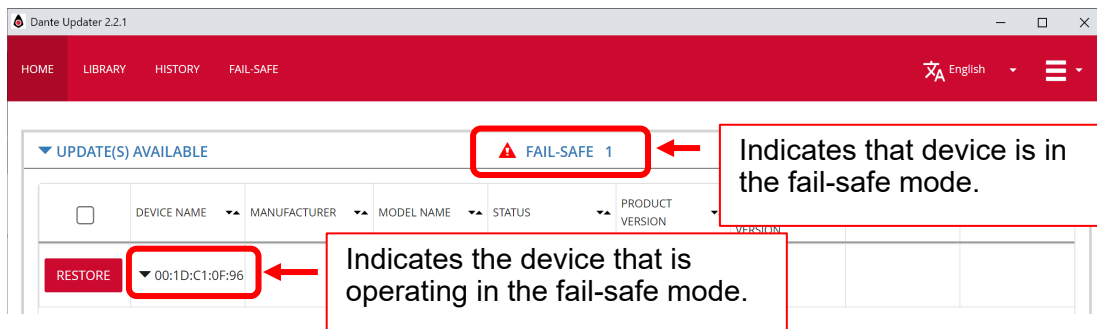 Dante Updater 2.2.1
HOME LIBRARY HISTORY FAIL-SAFE English
UPDATE(S) AVAILABLE
FAIL-SAFE 1
Indicates that device is in
the fail-safe mode.
DEVICE NAME MANUFACTURER MODEL NAME STATUS PRODUCT
VERSION
VERSION
RESTORE 00:1D:C1:0F:96
Indicates the device that is
operating in the fail-safe mode.